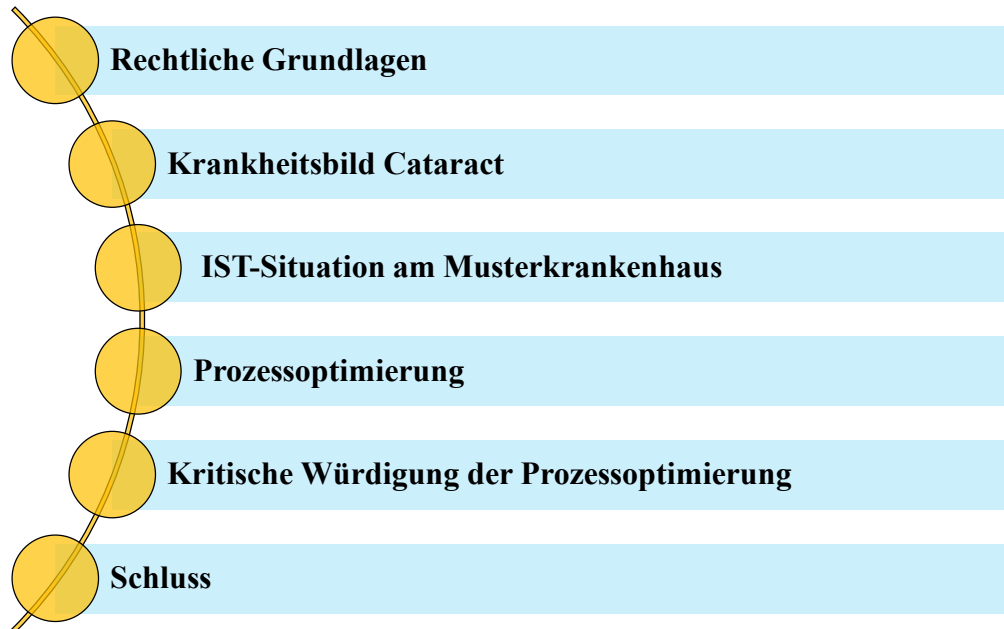 Rechtliche Grundlagen
Krankheitsbild Cataract
IST-Situation am Musterkrankenhaus
Prozessoptimierung
Kritische Würdigung der Prozessoptimierung
Schluss